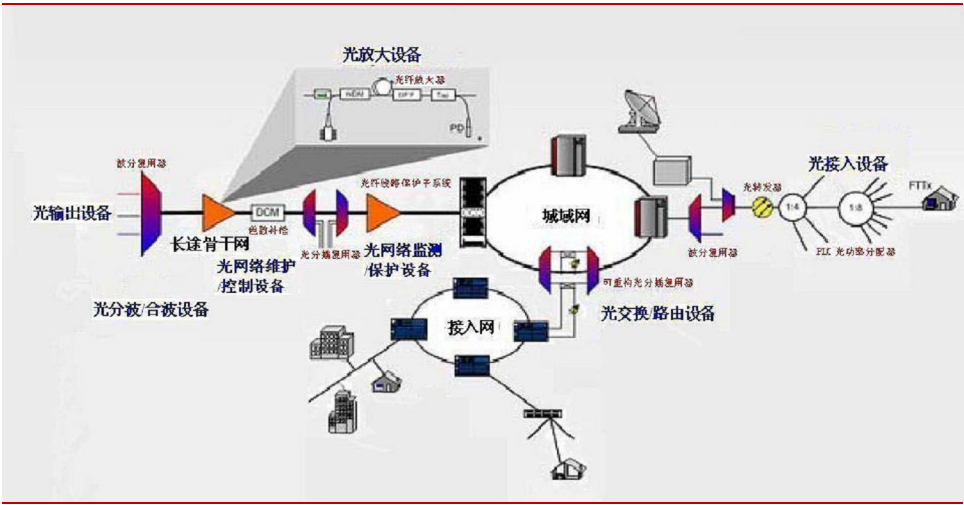 光放大设备
光纤放大器
WDM
GFF
Tap
PD
波分复用器
光输出设备
长途骨干网
DCM
色散补偿
光分插复用器
光纤线路保护子系统
光网络维护
/控制设备
光网络监测
/保护设备
光分波/合波设备
城域网
可重构光分插复用器
光交换/路由设备
接入网
波分复用器
光转发器
光接入设备
1:4
1:8
FTTx
PLC 光功率分配器